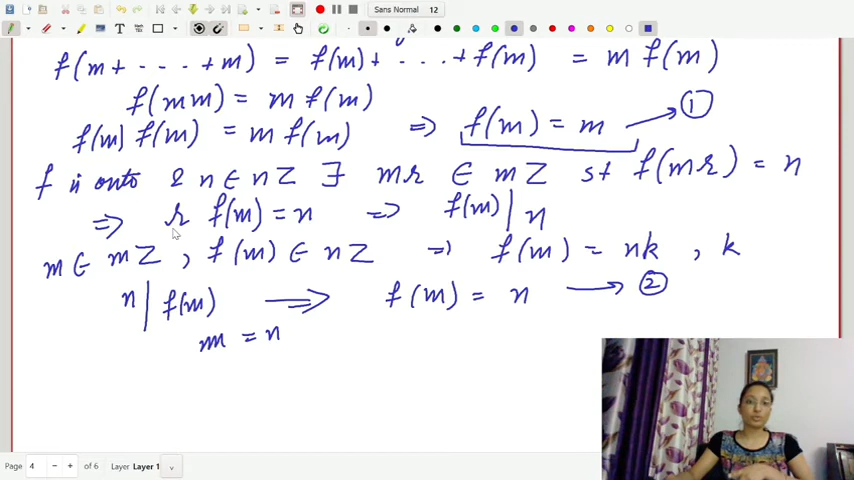 Sans Normal 12
f(m + - - - - + m) = f(m) + . . . + f(m) = m f(m)
f(mm) = m f(m)
f(m) f(m) = m f(m) => f(m) = m → ①
f is onto & n ∈ nZ ∃ mr ∈ mZ st f(mr) = n
=> r f(m) = n => f(m) | n
m ∈ mZ , f(m) ∈ nZ => f(m) = nk , k
n | f(m) => f(m) = n → ②
m = n
Page 4 - + of 6 Layer Layer 1